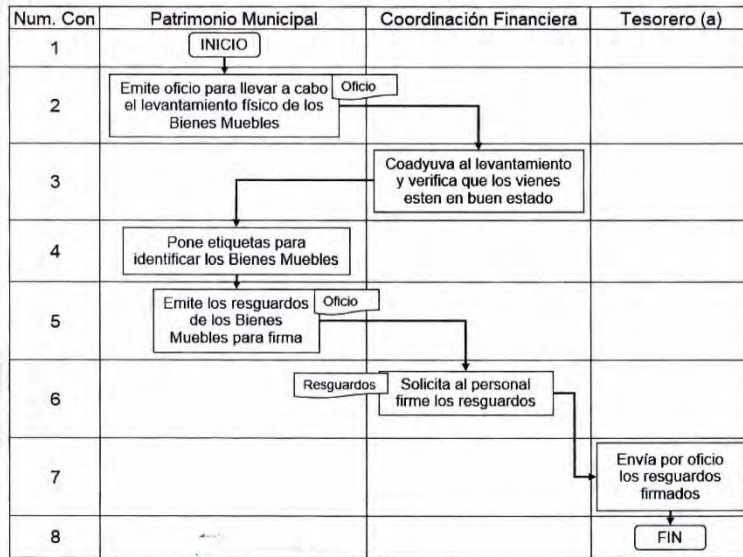 Num. Con
Patrimonio Municipal
Coordinación Financiera
Tesorero (a)
1
INICIO
2
Emite oficio para llevar a cabo
el levantamiento físico de los
Bienes Muebles
Oficio
3
Coadyuva al levantamiento
y verifica que los vienes
esten en buen estado
4
Pone etiquetas para
identificar los Bienes Muebles
5
Emite los resguardos
de los Bienes
Muebles para firma
Oficio
6
Resguardos
Solicita al personal
firme los resguardos
7
Envía por oficio
los resguardos
firmados
8
FIN